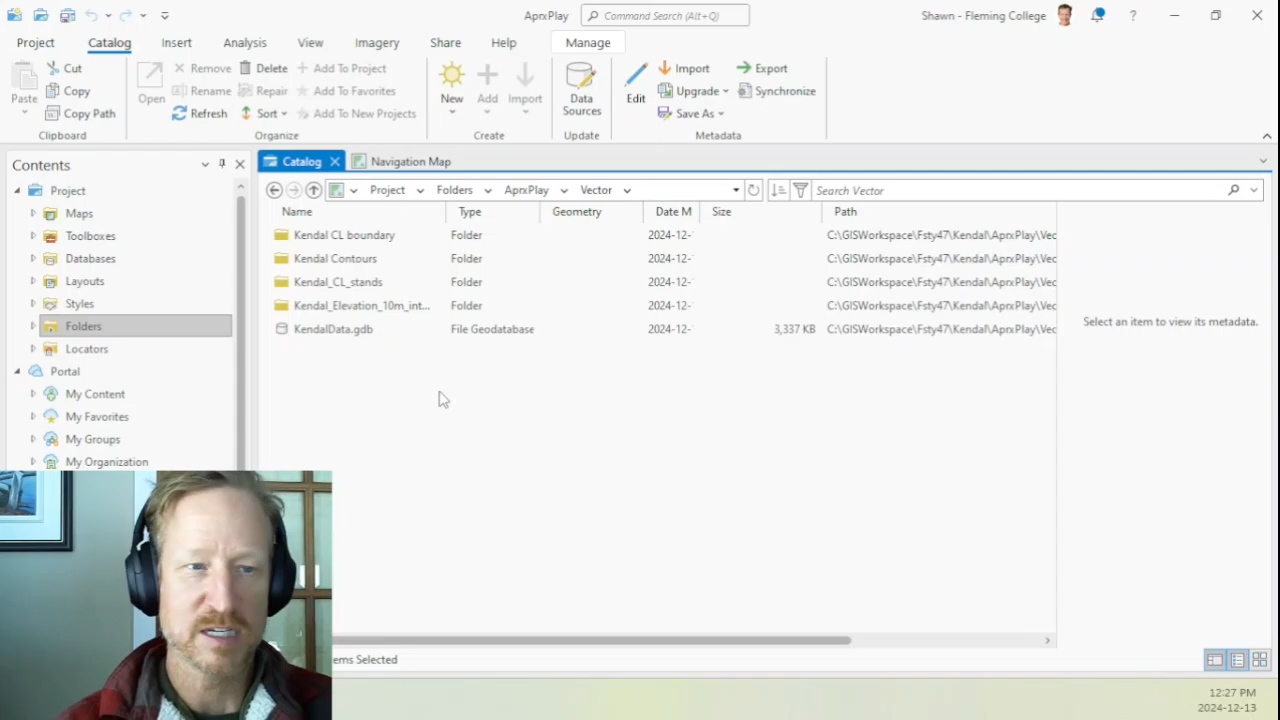 AprxPlay
Command Search (Alt+Q)
Shawn - Fleming College
?
Project Catalog Insert Analysis View Imagery Share Help Manage
Paste
Cut
Copy
Copy Path
Clipboard
Open
Remove Delete Add To Project
Rename Repair Add To Favorites
Refresh Sort Add To New Projects
Organize
New Add Import
Create
Data Sources
Update
Edit
Import Export
Upgrade Synchronize
Save As
Metadata
Contents
Project
Maps
Toolboxes
Databases
Layouts
Styles
Folders
Locators
Portal
My Content
My Favorites
My Groups
My Organization
Catalog Navigation Map
Project Folders AprxPlay Vector
Search Vector
Name Type Geometry Date M Size Path
Kendal CL boundary Folder 2024-12- C:\GISWorkspace\Fsty47\Kendal\AprxPlay\Vec
Kendal Contours Folder 2024-12- C:\GISWorkspace\Fsty47\Kendal\AprxPlay\Vec
Kendal_CL_stands Folder 2024-12- C:\GISWorkspace\Fsty47\Kendal\AprxPlay\Vec
Kendal_Elevation_10m_int... Folder 2024-12- C:\GISWorkspace\Fsty47\Kendal\AprxPlay\Vec
KendalData.gdb File Geodatabase 2024-12- 3,337 KB C:\GISWorkspace\Fsty47\Kendal\AprxPlay\Vec
Select an item to view its metadata.
ems Selected
12:27 PM
2024-12-13